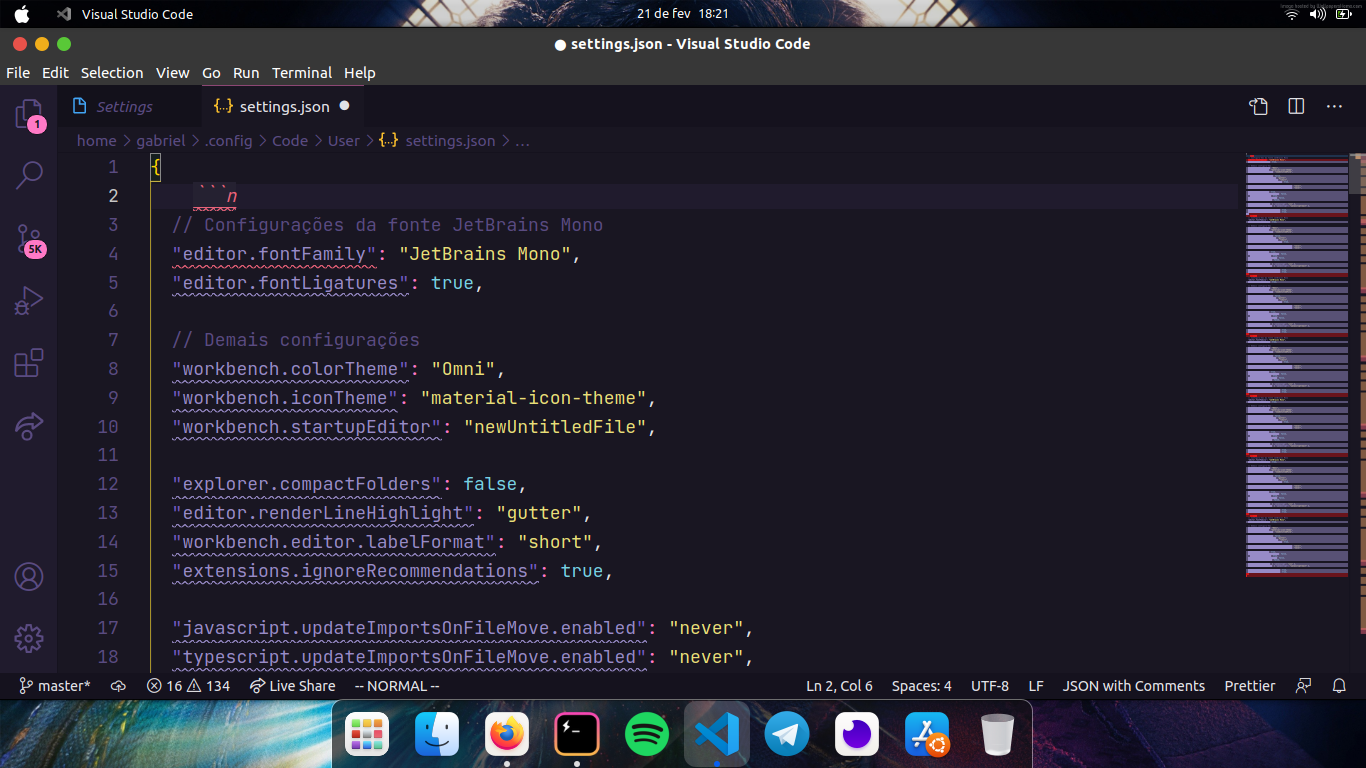 Visual Studio Code
21 de fev 18:21
● settings.json - Visual Studio Code
File Edit Selection View Go Run Terminal Help
Settings
{..} settings.json ●
home > gabriel > .config > Code > User > {..} settings.json > ...
1 {
2 ```n
3 // Configurações da fonte JetBrains Mono
4 "editor.fontFamily": "JetBrains Mono",
5 "editor.fontLigatures": true,
6
7 // Demais configurações
8 "workbench.colorTheme": "Omni",
9 "workbench.iconTheme": "material-icon-theme",
10 "workbench.startupEditor": "newUntitledFile",
11
12 "explorer.compactFolders": false,
13 "editor.renderLineHighlight": "gutter",
14 "workbench.editor.labelFormat": "short",
15 "extensions.ignoreRecommendations": true,
16
17 "javascript.updateImportsOnFileMove.enabled": "never",
18 "typescript.updateImportsOnFileMove.enabled": "never",
1
5K
master* 16 134 Live Share -- NORMAL -- Ln 2, Col 6 Spaces: 4 UTF-8 LF JSON with Comments Prettier